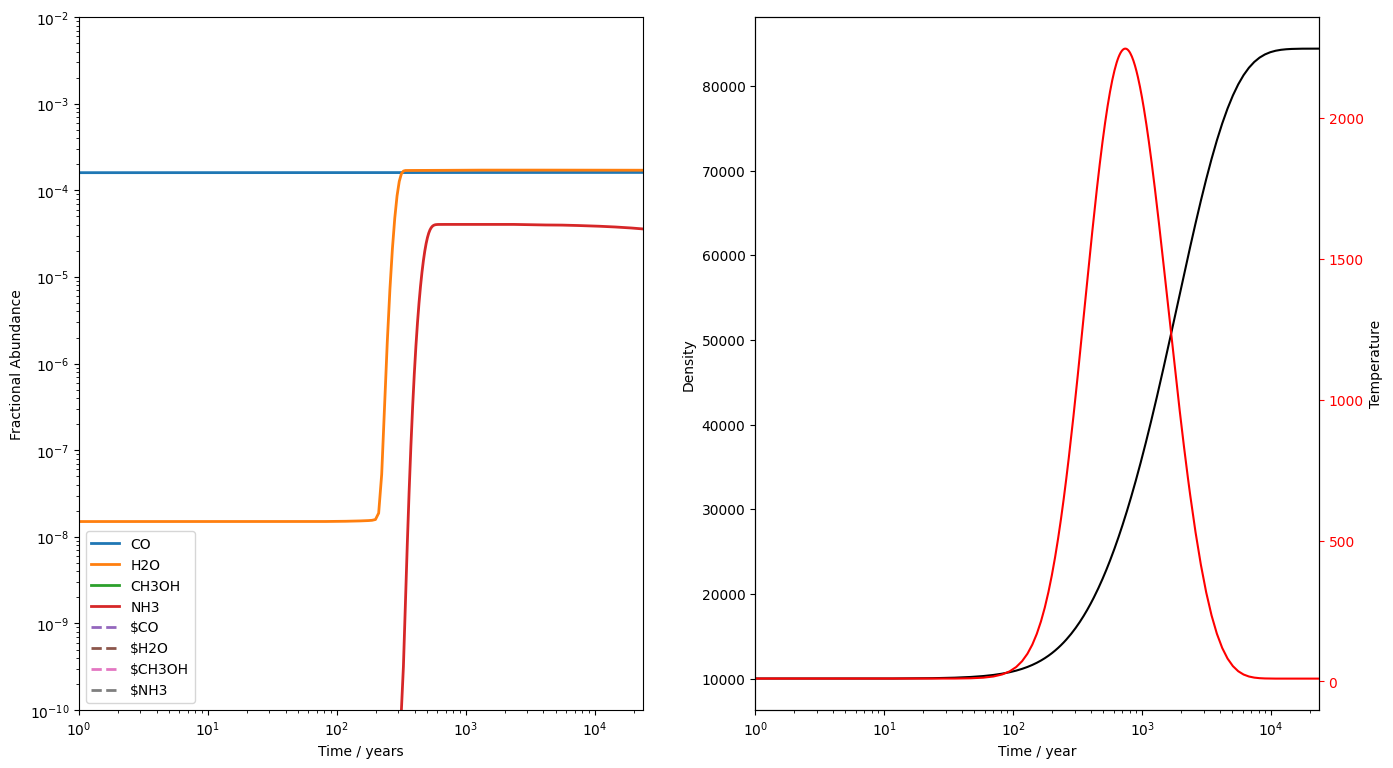 10⁻²
10⁻³
10⁻⁴
10⁻⁵
10⁻⁶
10⁻⁷
10⁻⁸
10⁻⁹
10⁻¹⁰
Fractional Abundance
CO
H2O
CH3OH
NH3
$CO
$H2O
$CH3OH
$NH3
10⁰ 10¹ 10² 10³ 10⁴
Time / years
80000
70000
60000
50000
40000
30000
20000
10000
Density
2000
1500
1000
500
0
Temperature
10⁰ 10¹ 10² 10³ 10⁴
Time / year